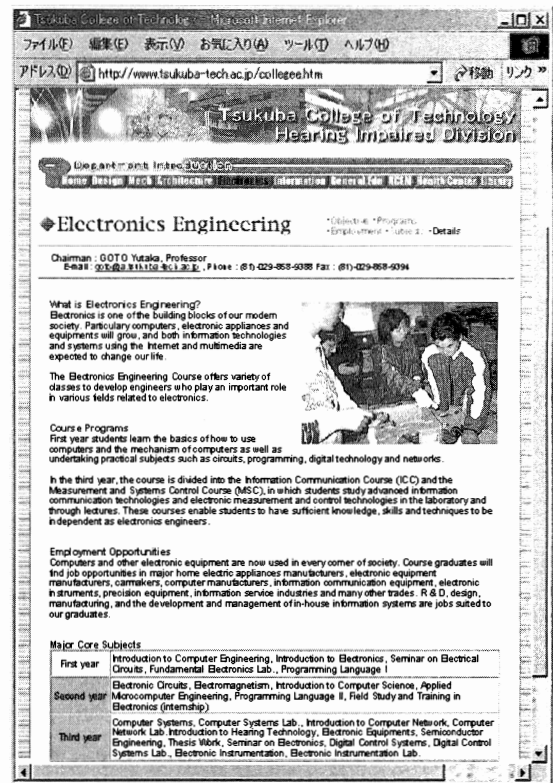 Tsukuba College of Technology - Microsoft Internet Explorer
ファイル(F) 編集(E) 表示(V) お気に入り(A) ツール(T) ヘルプ(H)
アドレス(D) http://www.tsukuba-tech.ac.jp/collegee.htm 移動 リンク »
Tsukuba College of Technology
Hearing Impaired Division
Department Introduction
Home Design Mech Architecture Electronics Information General Edu. Health Center
◆Electronics Engineering
・Objective ・Programs
・Employment ・Subject ・Details
Chairman : GOTO Yutaka, Professor
E-mail : , Phone : (81)-029-858-9388 Fax : (81)-029-858-9394
What is Electronics Engineering?
Electronics is one of the building blocks of our modern
society. Particulary computers, electronic appliances and
equipments will grow, and both information technologies
and systems using the Internet and multimedia are
expected to change our life.
The Electronics Engineering Course offers variety of
classes to develop engineers who play an important role
in various fields related to electronics.
Course Programs
First year students learn the basics of how to use
computers and the mechanism of computers as well as
undertaking practical subjects such as circuits, programming, digital technology and networks.
In the third year, the course is divided into the Information Communication Course (ICC) and the
Measurement and Systems Control Course (MSC), in which students study advanced information
communication technologies and electronic measurement and control technologies in the laboratory and
through lectures. These courses enable students to have sufficient knowledge, skills and techniques to be
independent as electronics engineers.
Employment Opportunities
Computers and other electronic equipment are now used in every corner of society. Course graduates will
find job opportunities in major home electric appliances manufacturers, electronic equipment
manufacturers, carmakers, computer manufacturers, information communication equipment, electronic
instruments, precision equipment, information service industries and many other trades. R & D, design,
manufacturing, and the development and management of in-house information systems are jobs suited to
our graduates.
Major Core Subjects
First year Introduction to Computer Engineering, Introduction to Electronics, Seminar on Electrical
Circuits, Fundamental Electronics Lab., Programming Language I
Second year Electronic Circuits, Electromagnetism, Introduction to Computer Science, Applied
Microcomputer Engineering, Programming Language II, Field Study and Training in
Electronics (internship)
Third year Computer Systems, Computer Systems Lab., Introduction to Computer Network, Computer
Network Lab. Introduction to Hearing Technology, Electronic Equipments, Semiconductor
Engineering, Thesis Work, Seminar on Electronics, Digital Control Systems, Digital Control
Systems Lab., Electronic Instrumentation, Electronic Instrumentation Lab.